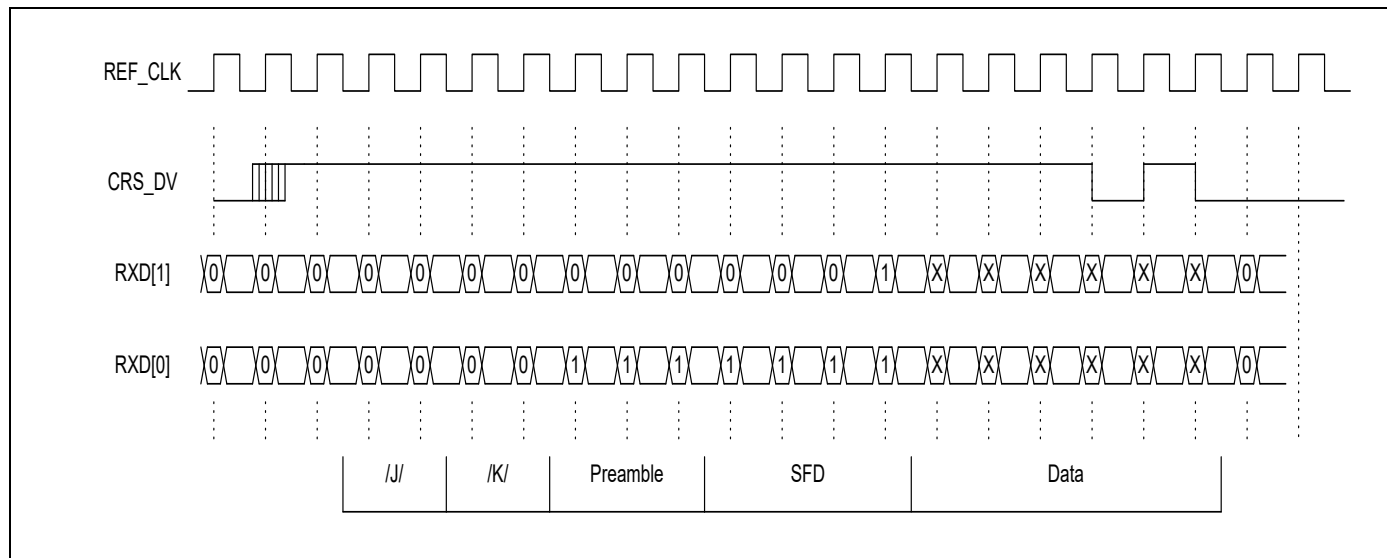 REF_CLK
CRS_DV
RXD[1] 0 0 0 0 0 0 0 0 0 0 0 0 0 1 X X X X X X 0
RXD[0] 0 0 0 0 0 0 0 1 1 1 1 1 1 1 X X X X X X 0
/J/ /K/ Preamble SFD Data